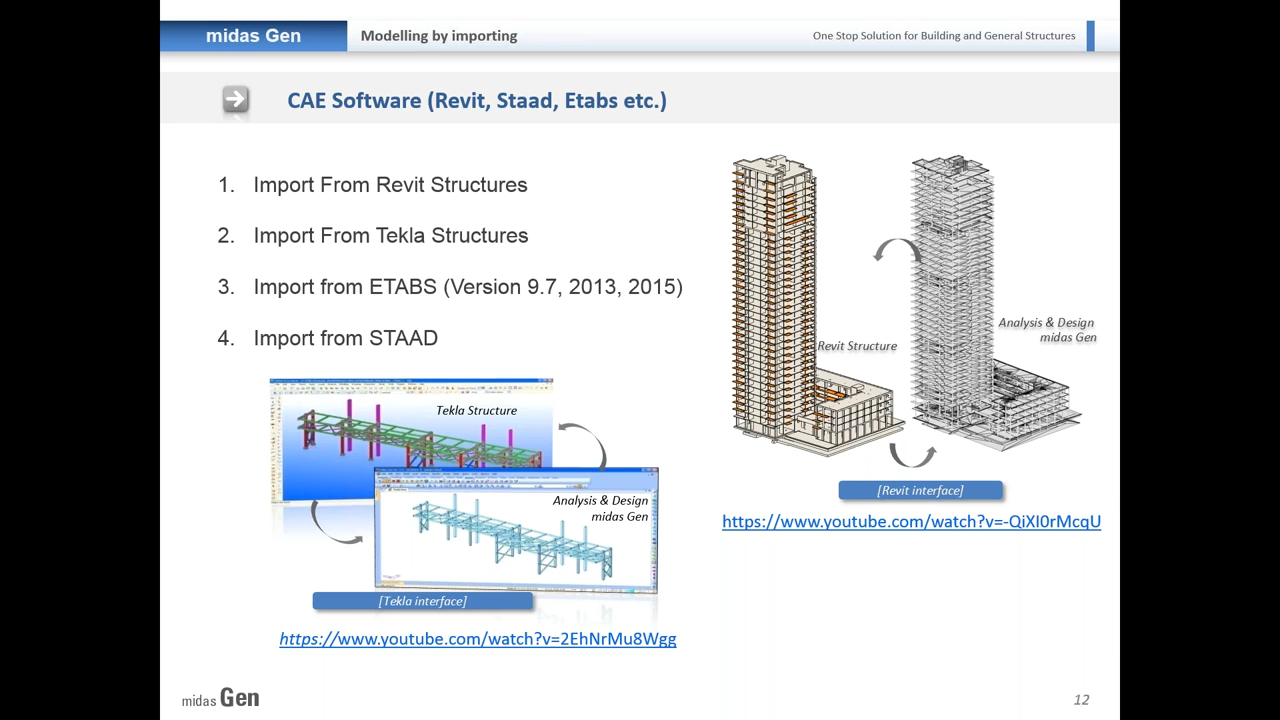 midas Gen
Modelling by importing
One Stop Solution for Building and General Structures
CAE Software (Revit, Staad, Etabs etc.)
1. Import From Revit Structures
2. Import From Tekla Structures
3. Import from ETABS (Version 9.7, 2013, 2015)
4. Import from STAAD
Revit Structure
Analysis & Design
midas Gen
[Revit interface]
https://www.youtube.com/watch?v=-QiXI0rMcqU
Tekla Structure
Analysis & Design
midas Gen
[Tekla interface]
https://www.youtube.com/watch?v=2EhNrMu8Wgg
midas Gen
12